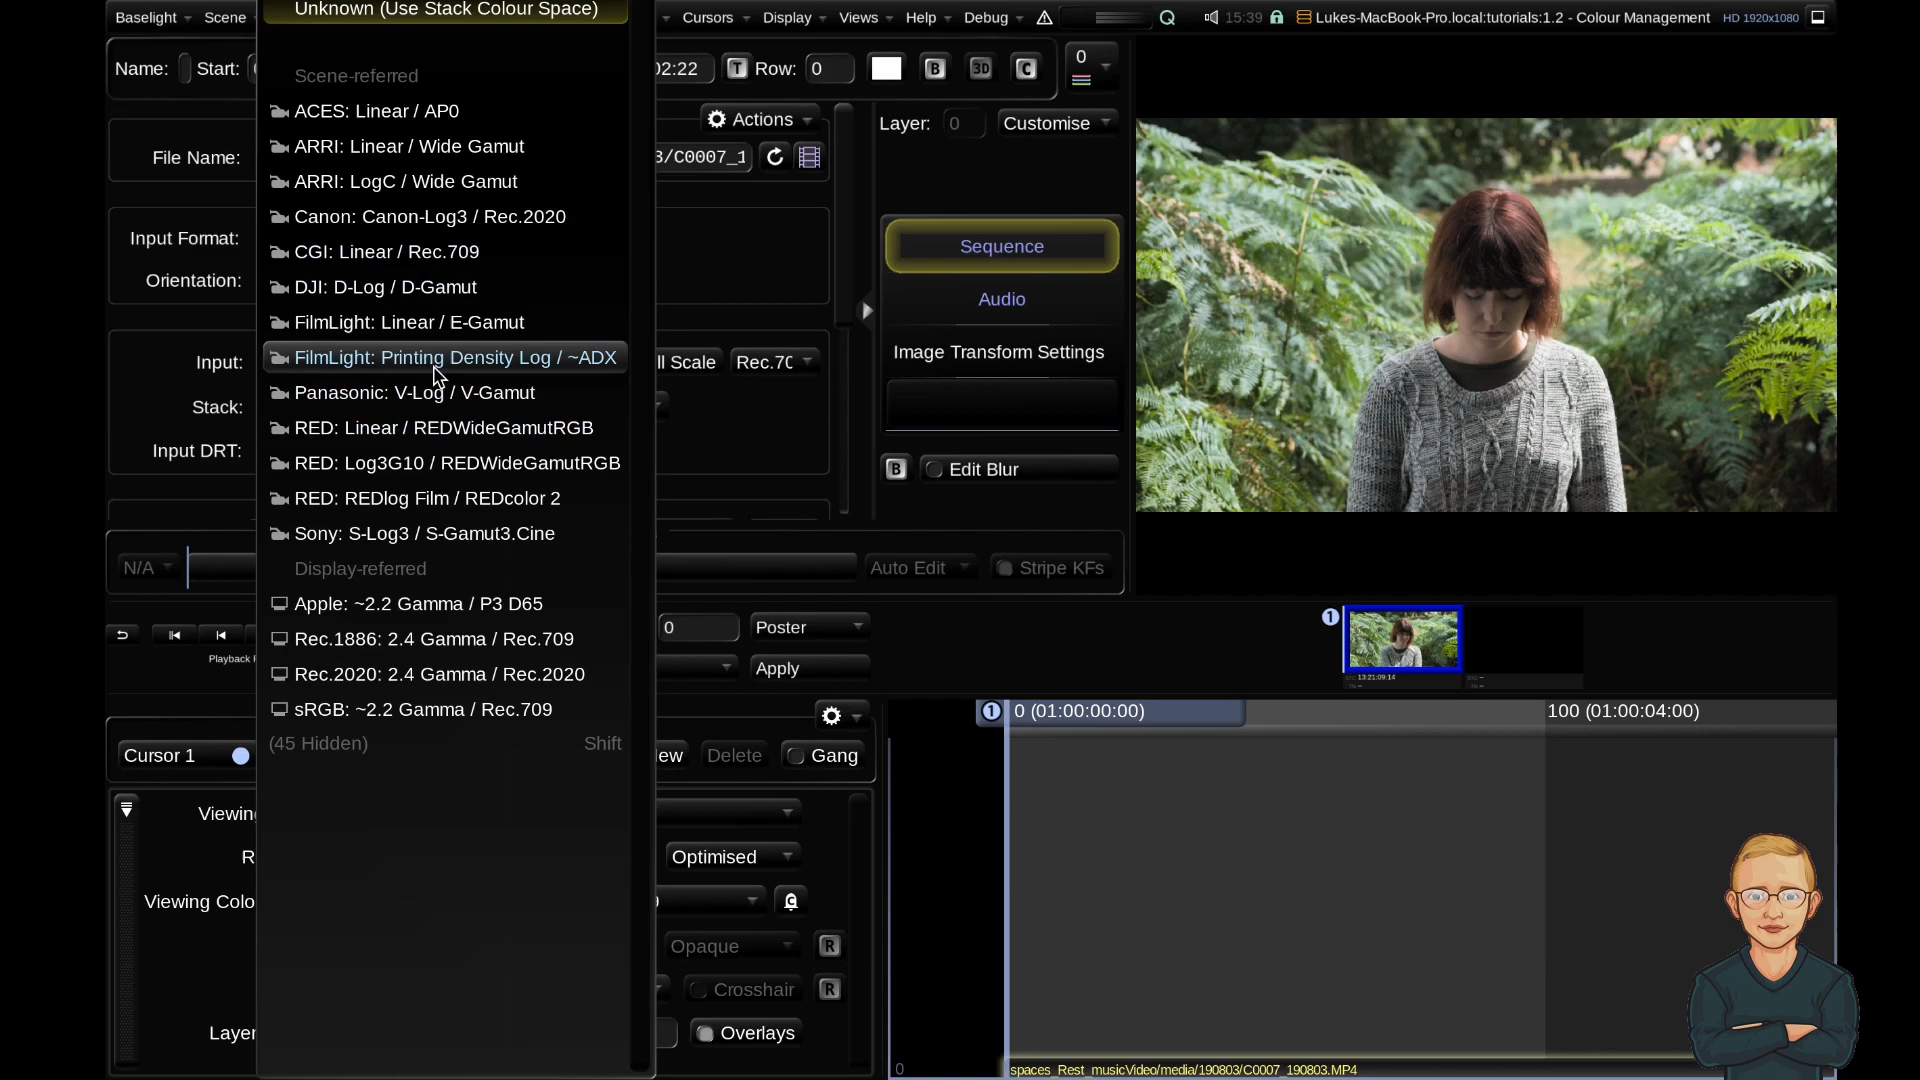 Baselight Scene Cursors Display Views Help Debug 15:39 Lukes-MacBook-Pro.local:tutorials:1.2 - Colour Management HD 1920x1080
Unknown (Use Stack Colour Space)
Name: Start: 02:22 T Row: 0 B 3D C 0
Scene-referred
ACES: Linear / AP0
ARRI: Linear / Wide Gamut
ARRI: LogC / Wide Gamut
Canon: Canon-Log3 / Rec.2020
CGI: Linear / Rec.709
DJI: D-Log / D-Gamut
FilmLight: Linear / E-Gamut
FilmLight: Printing Density Log / ~ADX
Panasonic: V-Log / V-Gamut
RED: Linear / REDWideGamutRGB
RED: Log3G10 / REDWideGamutRGB
RED: REDlog Film / REDcolor 2
Sony: S-Log3 / S-Gamut3.Cine
Display-referred
Apple: ~2.2 Gamma / P3 D65
Rec.1886: 2.4 Gamma / Rec.709
Rec.2020: 2.4 Gamma / Rec.2020
sRGB: ~2.2 Gamma / Rec.709
(45 Hidden) Shift
File Name:
Input Format:
Orientation:
Input:
Stack:
Input DRT:
Actions
3/C0007_1
ll Scale Rec.70
Layer: 0 Customise
Sequence
Audio
Image Transform Settings
B Edit Blur
N/A
Auto Edit Stripe KFs
Playback
0 Poster
Apply
1
13:21:09:14
Cursor 1
ew Delete Gang
1 0 (01:00:00:00) 100 (01:00:04:00)
Viewing
R
Optimised
Viewing Colo
Opaque R
Crosshair R
Layer
Overlays
0
spaces_Rest_musicVideo/media/190803/C0007_190803.MP4